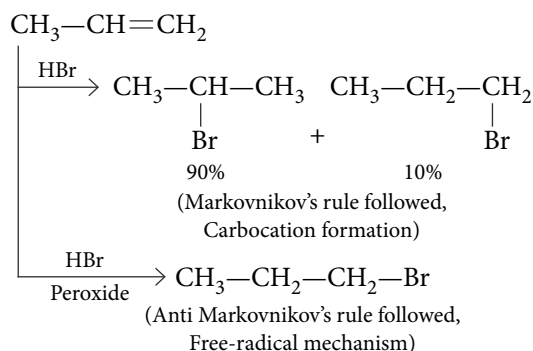 CH₃—CH=CH₂
HBr
CH₃—CH—CH₃ CH₃—CH₂—CH₂
Br + Br
90% 10%
(Markovnikov's rule followed,
Carbocation formation)
HBr
Peroxide
CH₃—CH₂—CH₂—Br
(Anti Markovnikov's rule followed,
Free-radical mechanism)